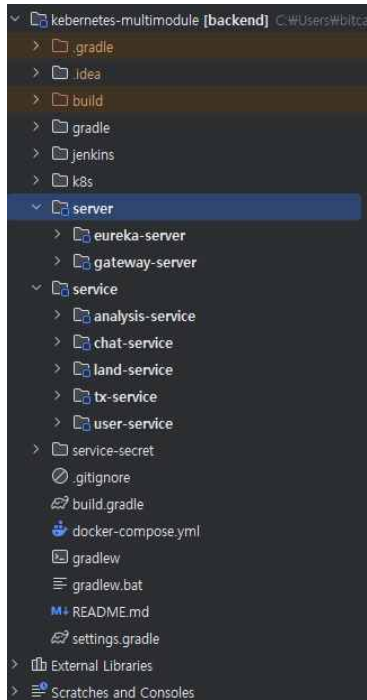 kebernetes-multimodule [backend] C:₩Users₩bitca
.gradle
.idea
build
gradle
jenkins
k8s
server
eureka-server
gateway-server
service
analysis-service
chat-service
land-service
tx-service
user-service
service-secret
.gitignore
build.gradle
docker-compose.yml
gradlew
gradlew.bat
M↓ README.md
settings.gradle
External Libraries
Scratches and Consoles